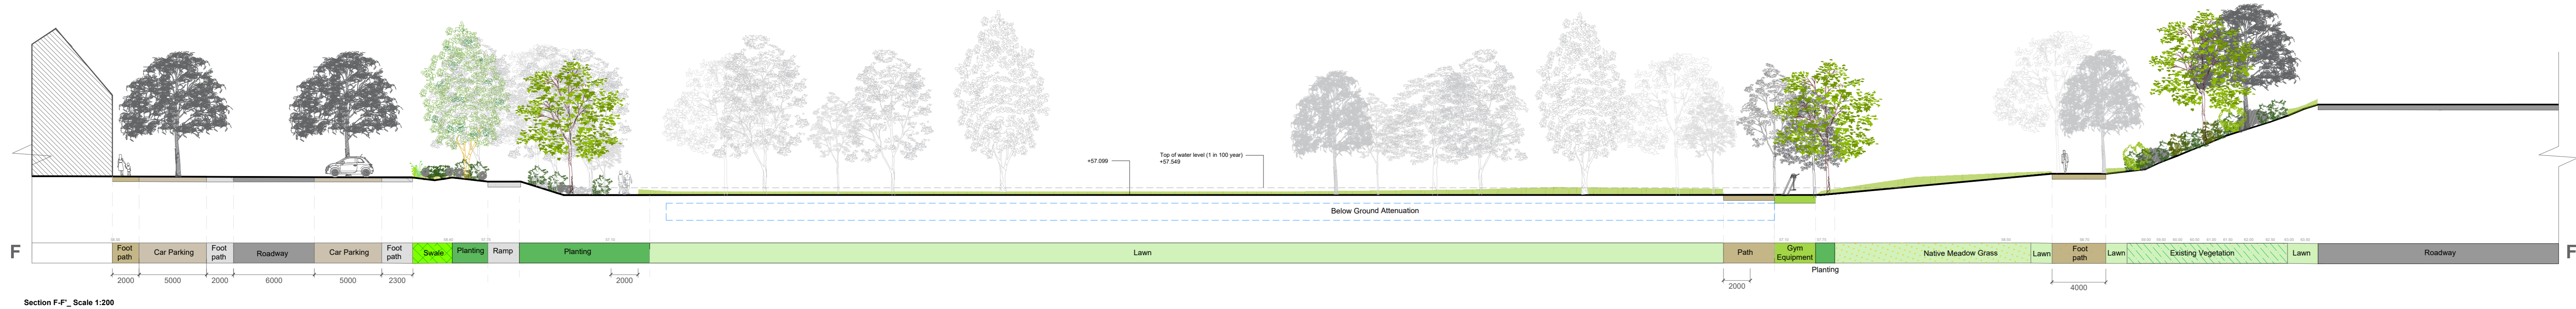 +57.099
Top of water level (1 in 100 year)
+57.549
Below Ground Attenuation
F
Foot
path
Car Parking
Foot
path
Roadway
Car Parking
Foot
path
Swale
Planting
Ramp
Planting
Lawn
Path
Gym
Equipment
Planting
Native Meadow Grass
Lawn
Foot
path
Lawn
Existing Vegetation
Lawn
Roadway
2000
5000
2000
6000
5000
2300
2000
2000
4000
Section F-F'_ Scale 1:200